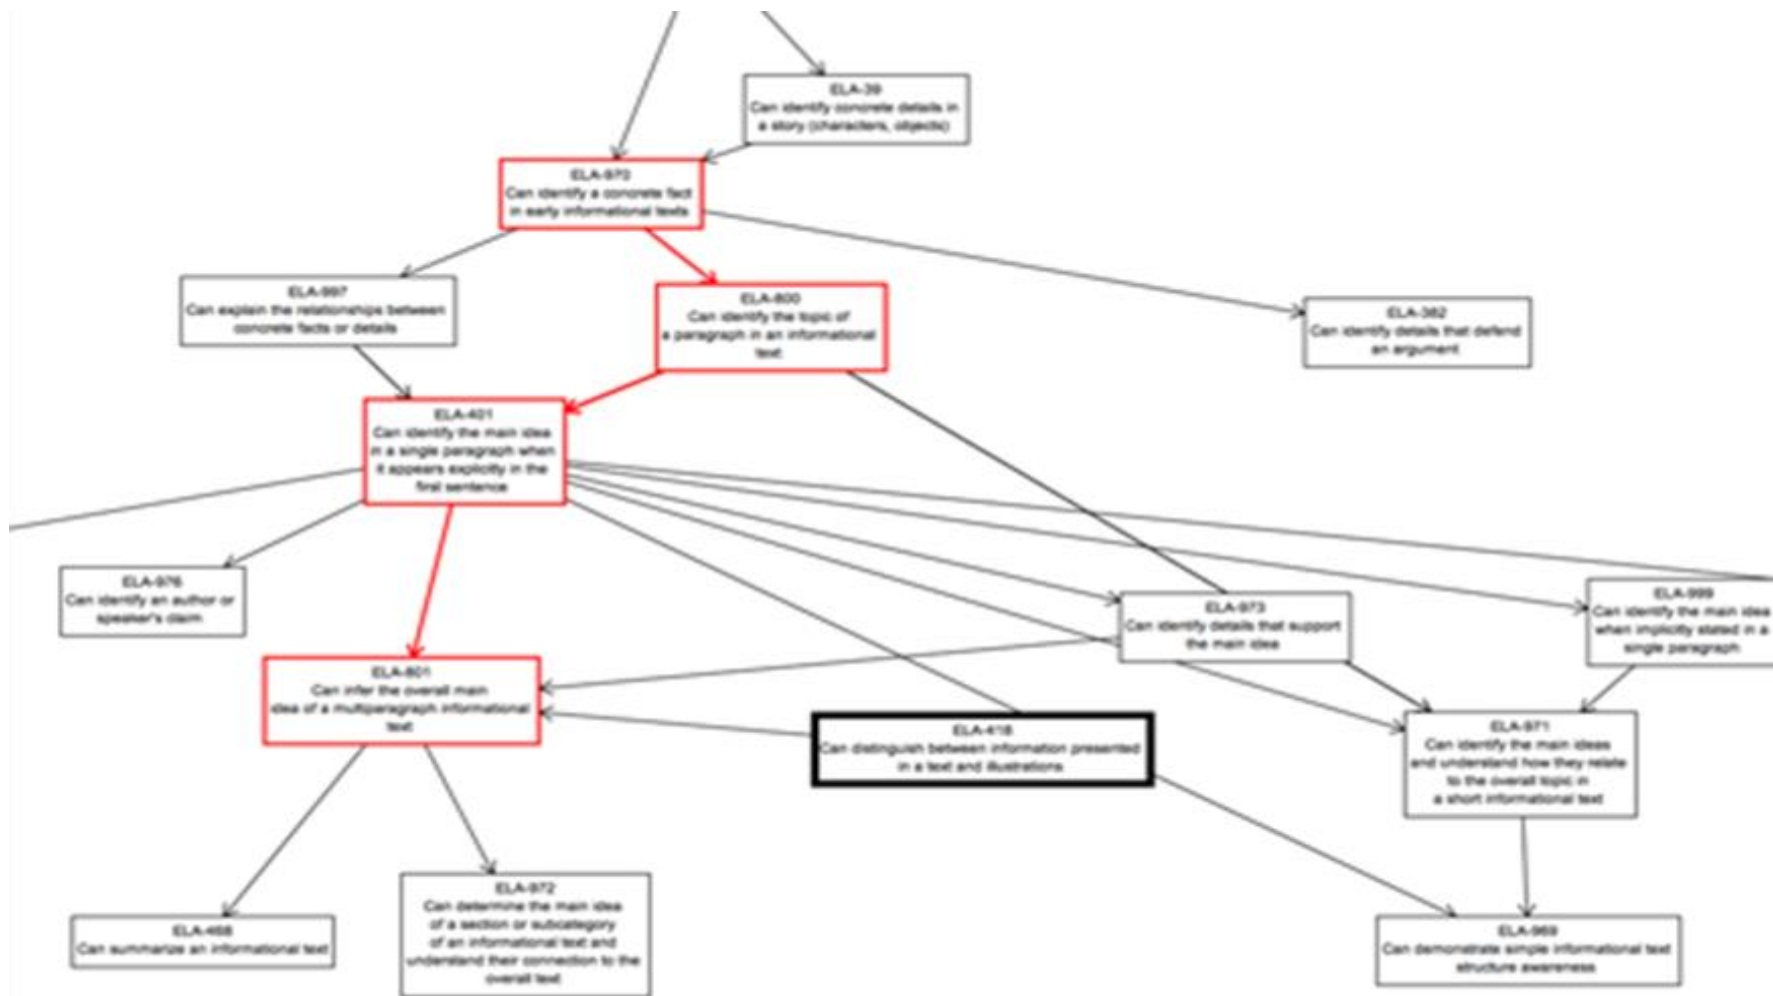 ELA-39
Can identify concrete details in
a story (characters, objects)
ELA-970
Can identify a concrete fact
in early informational texts
ELA-997
Can explain the relationships between
concrete facts or details
ELA-800
Can identify the topic of
a paragraph in an informational
text
ELA-382
Can identify details that defend
an argument
ELA-401
Can identify the main idea
in a single paragraph when
it appears explicitly in the
first sentence
ELA-976
Can identify an author or
speaker's claim
ELA-973
Can identify details that support
the main idea
ELA-999
Can identify the main idea
when implicitly stated in a
single paragraph
ELA-801
Can infer the overall main
idea of a multiparagraph informational
text
ELA-418
Can distinguish between information presented
in a text and illustrations
ELA-971
Can identify the main ideas
and understand how they relate
to the overall topic in
a short informational text
ELA-468
Can summarize an informational text
ELA-972
Can determine the main idea
of a section or subcategory
of an informational text and
understand their connection to the
overall text
ELA-969
Can demonstrate simple informational text
structure awareness